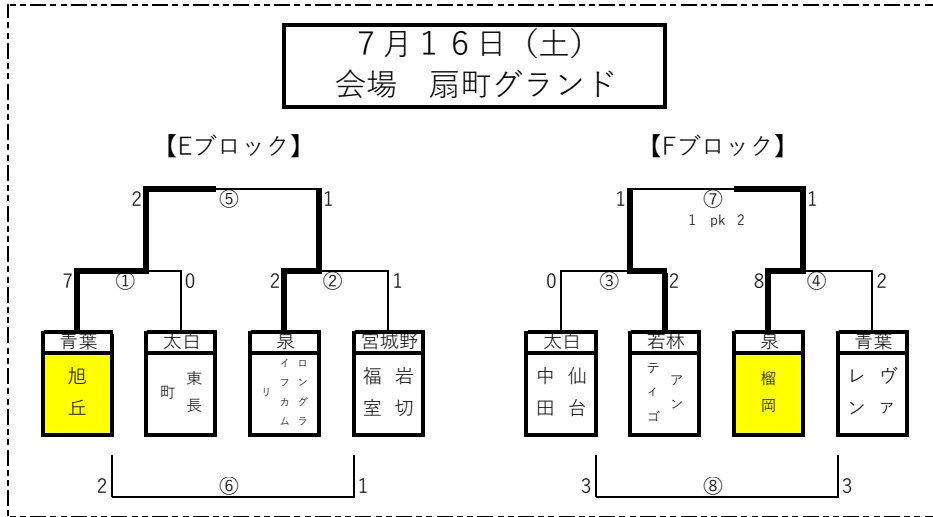 7月16日（土）
会場　扇町グランド
【Eブロック】
【Fブロック】
2 ⑤ 1
1 ⑦ 1
1 pk 2
7 ① 0 2 ② 1
0 ③ 2 8 ④ 2
青葉 太白 泉 宮城野
太白 若林 泉 青葉
旭丘
東長町
ロングライフカムリ
岩切福室
仙台中田
アンティゴ
榴岡
ヴァレン
2 ⑥ 1
3 ⑧ 3